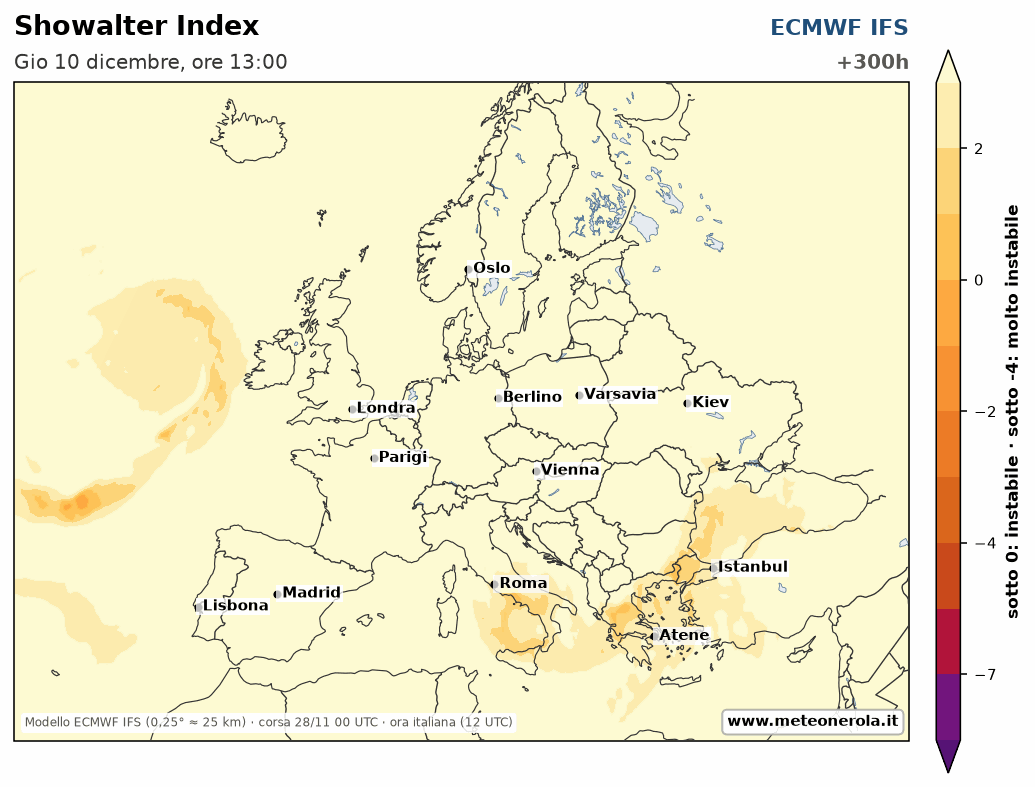 Showalter Index
ECMWF IFS
Gio 10 dicembre, ore 13:00
+300h
Oslo
Berlino
Varsavia
Kiev
Londra
Parigi
Vienna
Istanbul
Roma
Madrid
Lisbona
Atene
Modello ECMWF IFS (0,25° ≈ 25 km) · corsa 28/11 00 UTC · ora italiana (12 UTC)
www.meteonerola.it
2
0
−2
−4
−7
sotto 0: instabile · sotto -4: molto instabile